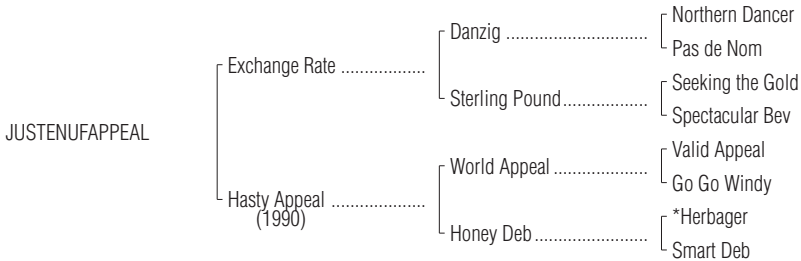 Northern Dancer
Danzig ..............................
Pas de Nom
Exchange Rate ..................
Seeking the Gold
Sterling Pound..................
Spectacular Bev
JUSTENUFAPPEAL
Valid Appeal
World Appeal ....................
Go Go Windy
Hasty Appeal ....................
(1990)
*Herbager
Honey Deb........................
Smart Deb